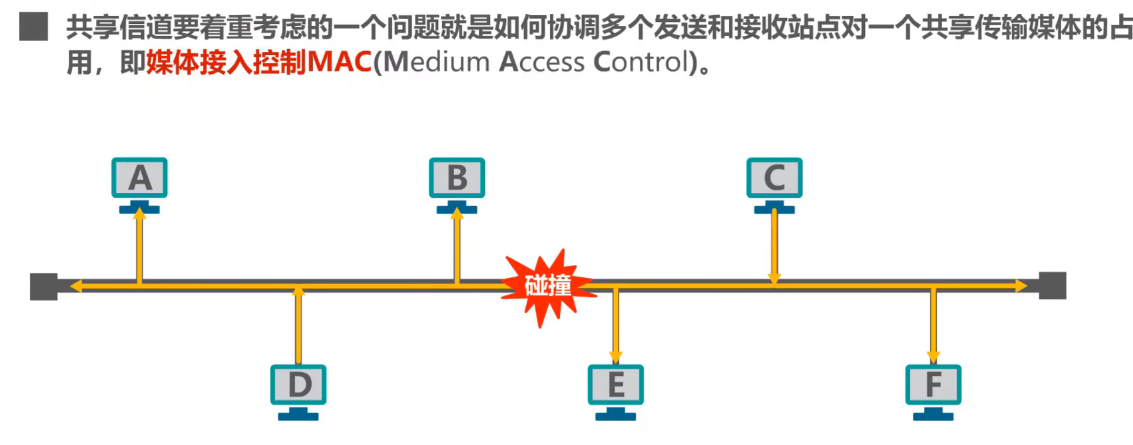 共享信道要着重考虑的一个问题就是如何协调多个发送和接收站点对一个共享传输媒体的占
用，即媒体接入控制MAC(Medium Access Control)。
A
B
C
碰撞
D
E
F